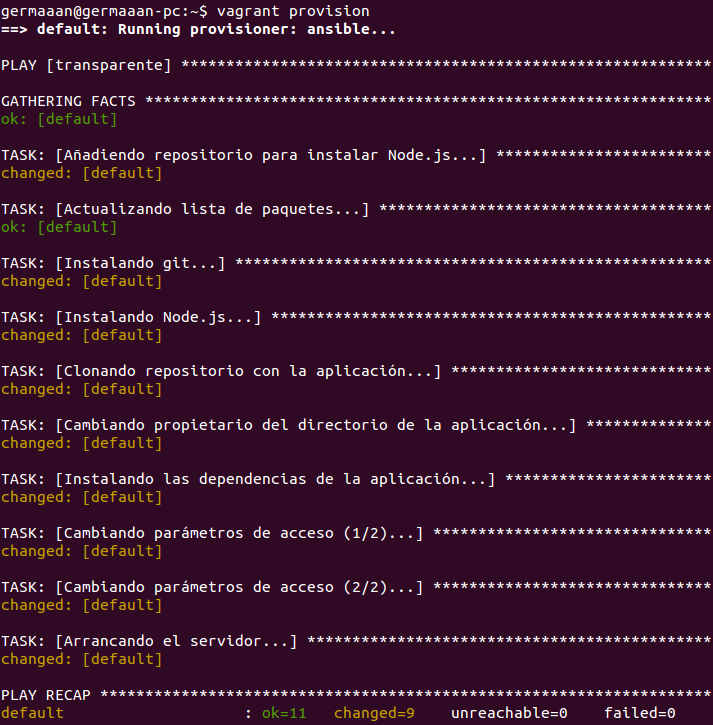 germaaan@germaaan-pc:~$ vagrant provision
==> default: Running provisioner: ansible...
PLAY [transparente] ***********************************************************
GATHERING FACTS ***************************************************************
ok: [default]
TASK: [Añadiendo repositorio para instalar Node.js...] ************************
changed: [default]
TASK: [Actualizando lista de paquetes...] *************************************
ok: [default]
TASK: [Instalando git...] *****************************************************
changed: [default]
TASK: [Instalando Node.js...] *************************************************
changed: [default]
TASK: [Clonando repositorio con la aplicación...] *****************************
changed: [default]
TASK: [Cambiando propietario del directorio de la aplicación...] **************
changed: [default]
TASK: [Instalando las dependencias de la aplicación...] ***********************
changed: [default]
TASK: [Cambiando parámetros de acceso (1/2)...] *******************************
changed: [default]
TASK: [Cambiando parámetros de acceso (2/2)...] *******************************
changed: [default]
TASK: [Arrancando el servidor...] *********************************************
changed: [default]
PLAY RECAP ********************************************************************
default                    : ok=11   changed=9    unreachable=0    failed=0